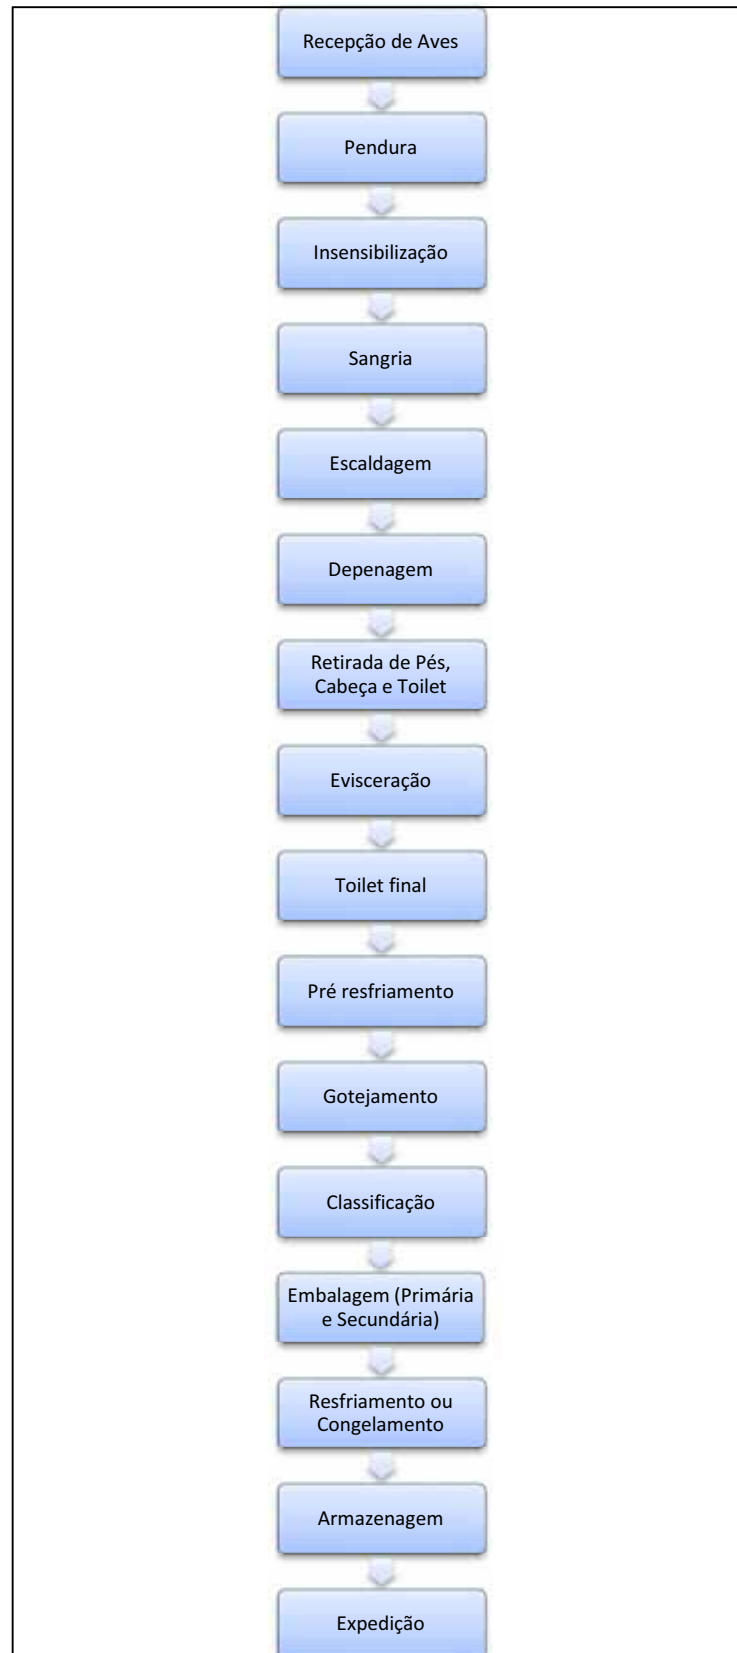 Recepção de Aves
Pendura
Insensibilização
Sangria
Escaldagem
Depenagem
Retirada de Pés,
Cabeça e Toilet
Evisceração
Toilet final
Pré resfriamento
Gotejamento
Classificação
Embalagem (Primária
e Secundária)
Resfriamento ou
Congelamento
Armazenagem
Expedição